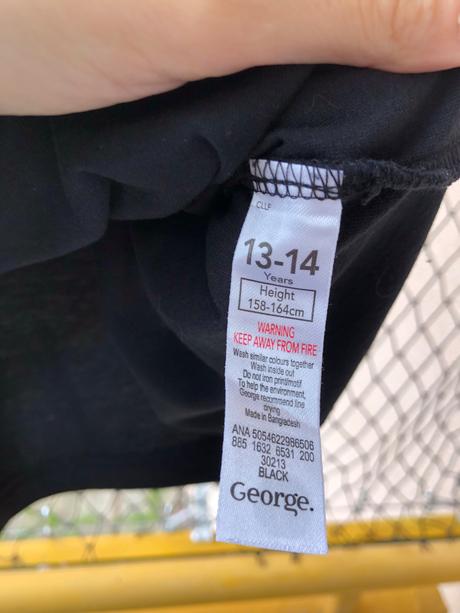 CLLF
13-14
Years
Height
158-164cm
WARNING
KEEP AWAY FROM FIRE
Wash similar colours together
Wash inside out
Do not iron print/motif
To help the environment,
George recommend line
drying
Made in Bangladesh
ANA 5054622986506
885 1632 6531 200
30213
BLACK
George.